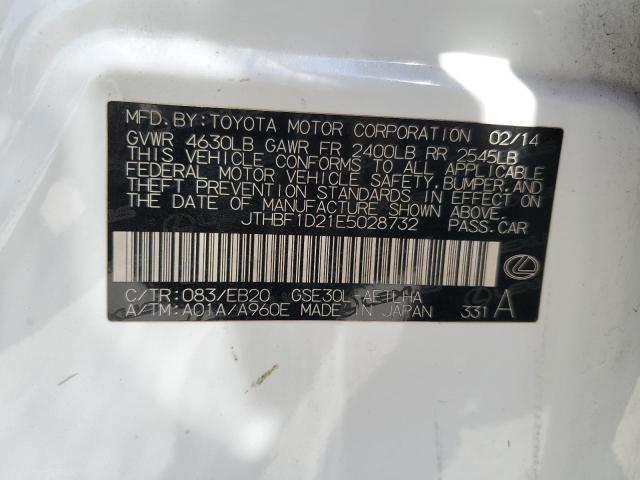 MFD. BY: TOYOTA MOTOR CORPORATION 02/14
GVWR 4630LB GAWR FR 2400LB RR 2545LB
THIS VEHICLE CONFORMS TO ALL APPLICABLE
FEDERAL MOTOR VEHICLE SAFETY, BUMPER, AND
THEFT PREVENTION STANDARDS IN EFFECT ON
THE DATE OF MANUFACTURE SHOWN ABOVE.
JTHBF1D21E5028732 PASS.CAR
C/TR:083/EB20 GSE30L-AETLHA
A/TM:A01A/A960E MADE IN JAPAN 331 A